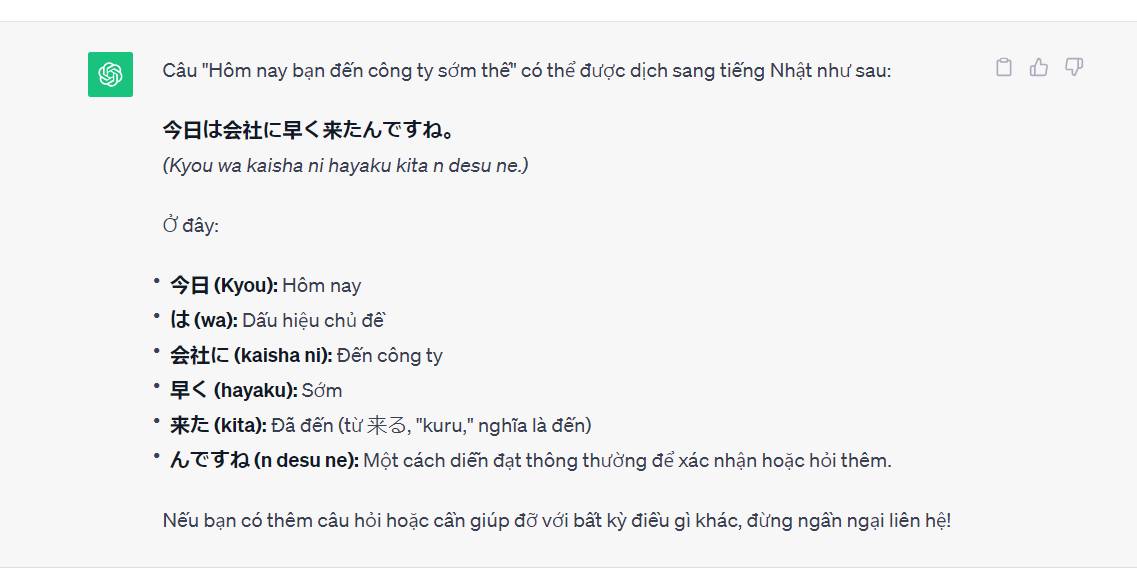 Câu "Hôm nay bạn đến công ty sớm thế" có thể được dịch sang tiếng Nhật như sau:
今日は会社に早く来たんですね。
(Kyou wa kaisha ni hayaku kita n desu ne.)
Ở đây:
• 今日 (Kyou): Hôm nay
• は (wa): Dấu hiệu chủ đề
• 会社に (kaisha ni): Đến công ty
• 早く (hayaku): Sớm
• 来た (kita): Đã đến (từ 来る, "kuru," nghĩa là đến)
• んですね (n desu ne): Một cách diễn đạt thông thường để xác nhận hoặc hỏi thêm.
Nếu bạn có thêm câu hỏi hoặc cần giúp đỡ với bất kỳ điều gì khác, đừng ngần ngại liên hệ!